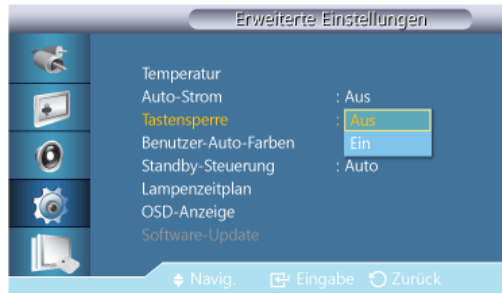 Erweiterte Einstellungen
Temperatur
Auto-Strom : Aus
Tastensperre : Aus
Ein
Benutzer-Auto-Farben
Standby-Steuerung : Auto
Lampenzeitplan
OSD-Anzeige
Software-Update
Navig. Eingabe Zurück